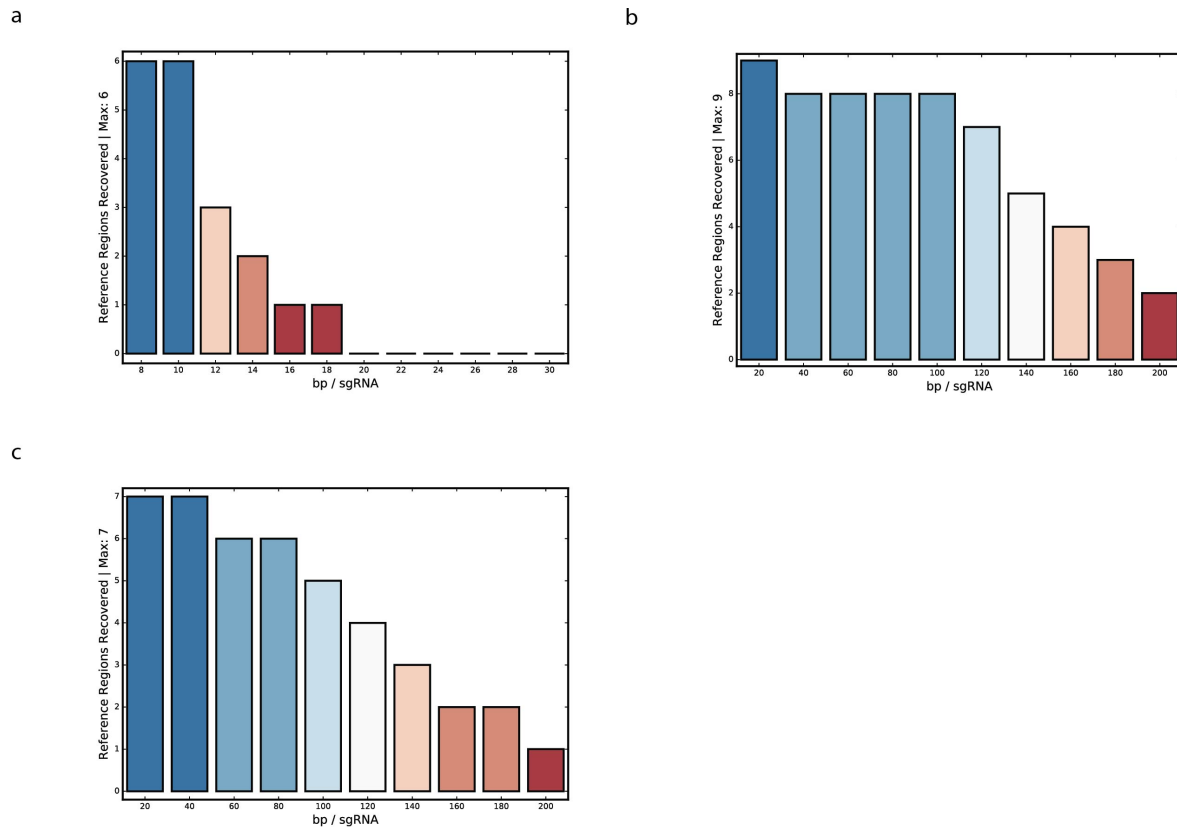 a
Reference Regions Recovered | Max: 6
6
5
4
3
2
1
0
8 10 12 14 16 18 20 22 24 26 28 30
bp / sgRNA
b
Reference Regions Recovered | Max: 9
8
6
4
2
0
20 40 60 80 100 120 140 160 180 200
bp / sgRNA
c
Reference Regions Recovered | Max: 7
7
6
5
4
3
2
1
0
20 40 60 80 100 120 140 160 180 200
bp / sgRNA